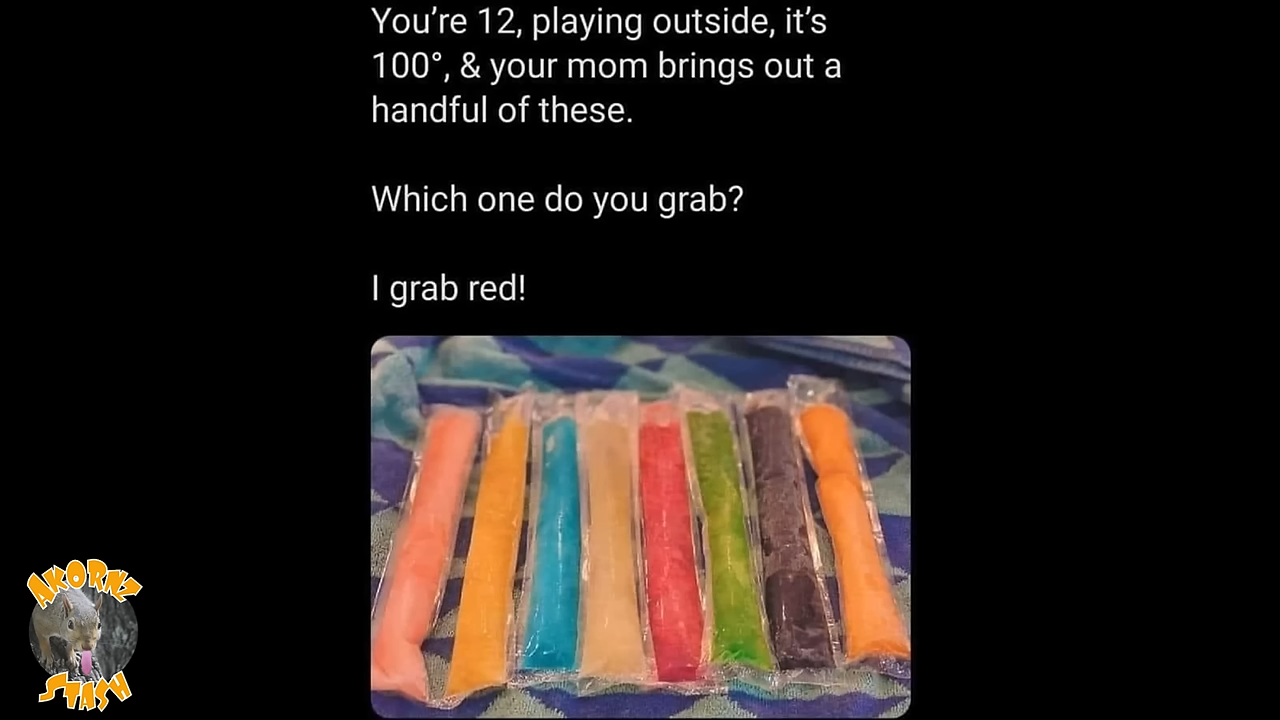 You’re 12, playing outside, it’s
100°, & your mom brings out a
handful of these.
Which one do you grab?
I grab red!
AKORNZ
STASH